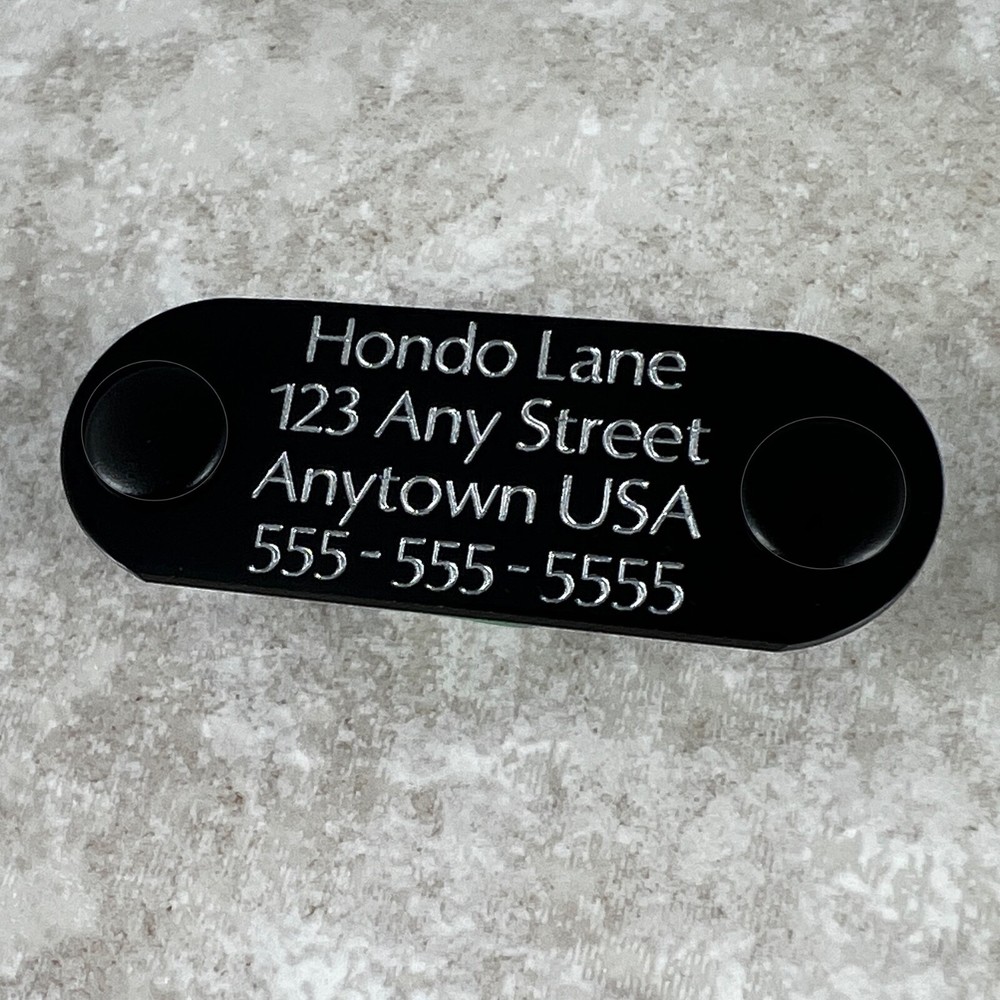 Hondo Lane
123 Any Street
Anytown USA
555-555-5555